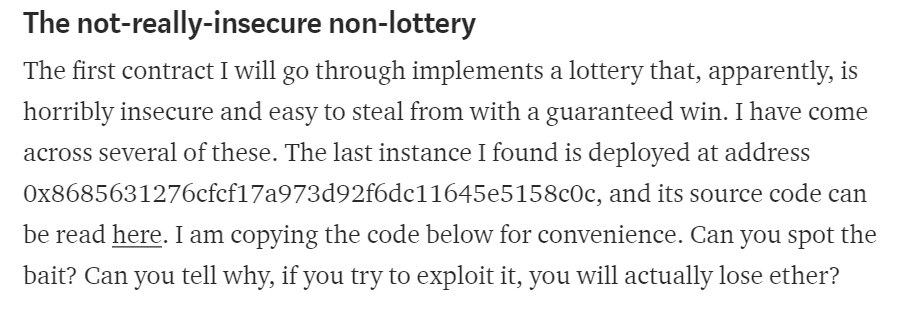 The not-really-insecure non-lottery
The first contract I will go through implements a lottery that, apparently, is
horribly insecure and easy to steal from with a guaranteed win. I have come
across several of these. The last instance I found is deployed at address
0x8685631276cfcf17a973d92f6dc11645e5158c0c, and its source code can
be read here. I am copying the code below for convenience. Can you spot the
bait? Can you tell why, if you try to exploit it, you will actually lose ether?